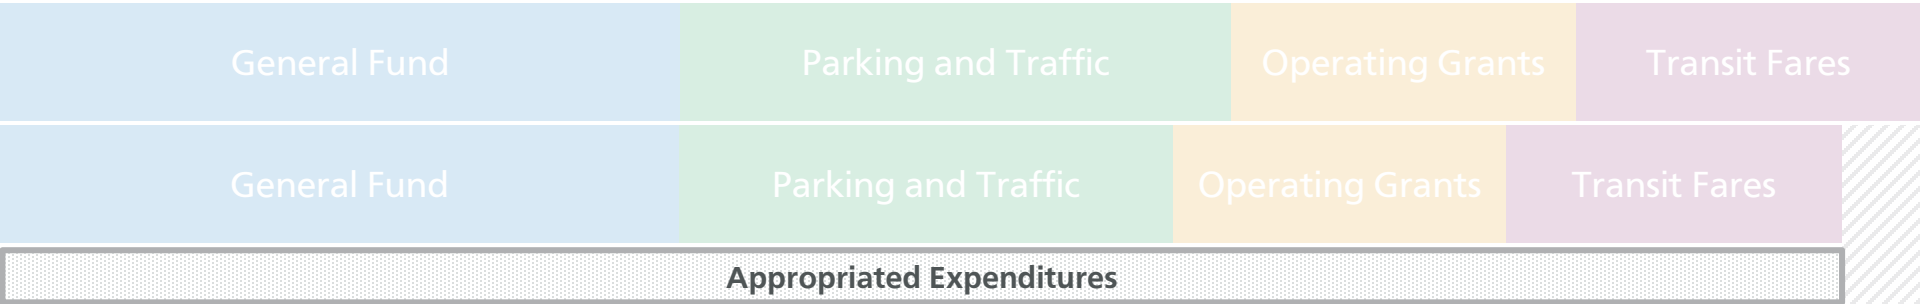 General Fund Parking and Traffic Operating Grants Transit Fares
General Fund Parking and Traffic Operating Grants Transit Fares
Appropriated Expenditures